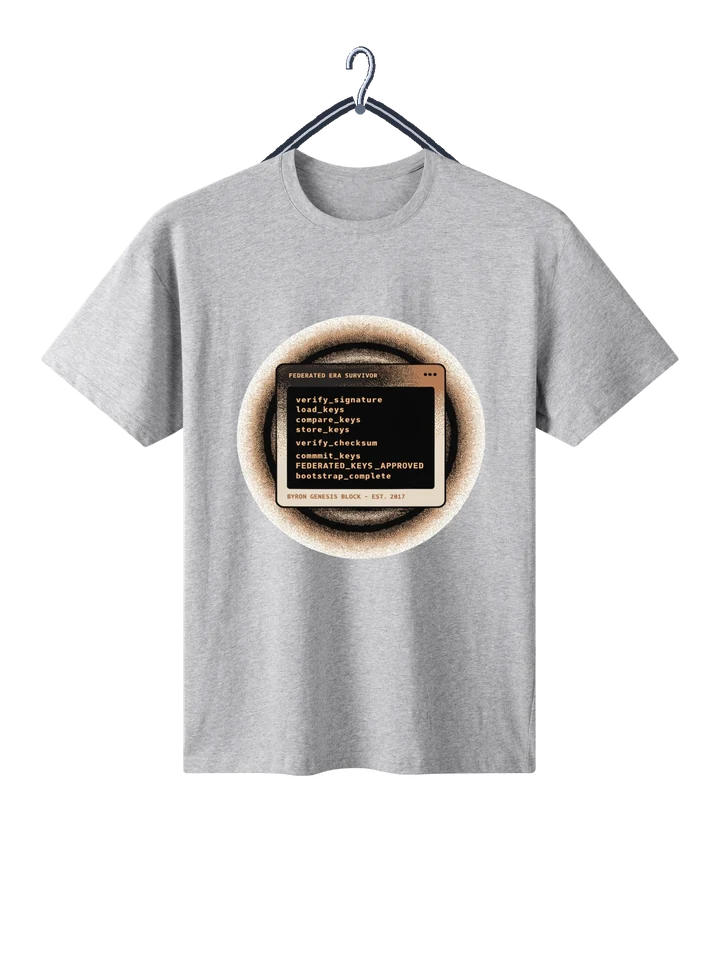 FEDERATED ERA SURVIVOR
verify_signature
load_keys
compare_keys
store_keys
verify_checksum
commmit_keys
FEDERATED_KEYS_APPROVED
bootstrap_complete
BYRON GENESIS BLOCK - EST. 2017